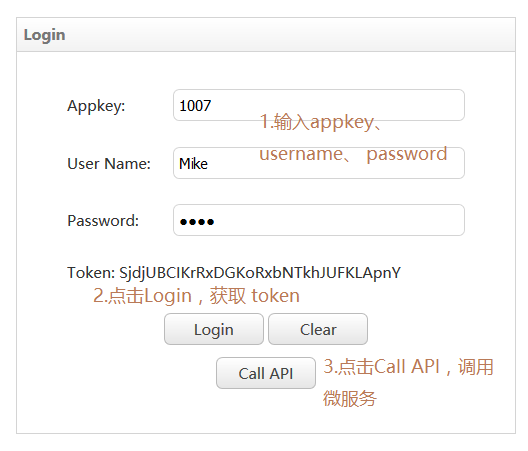 Login
Appkey: 1007
1.输入appkey、
username、 password
User Name: Mike
Password: ●●●●
Token: SjdjUBCIKrRxDGKoRxbNTkhJUFKLApnY
2.点击Login，获取 token
Login Clear
Call API
3.点击Call API，调用
微服务